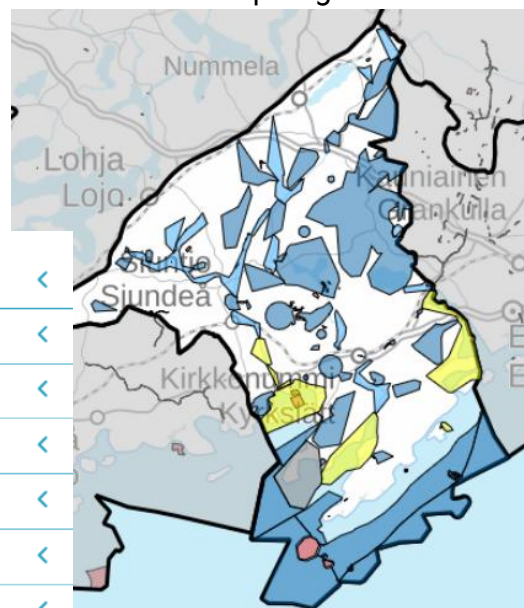 Nummela
Lohja
Lojo
Kauniainen
Grankulla
Siuntio
Sjundeå
Kirkkonummi
Kyrkslätt
E
E